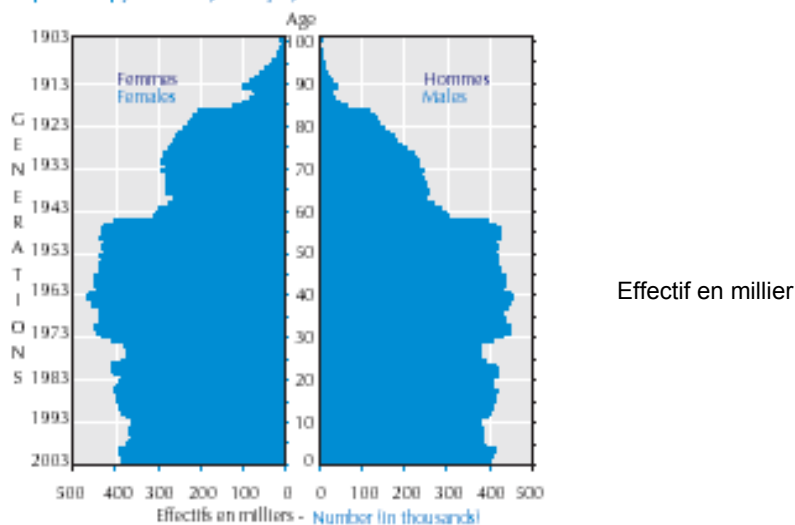 Age
1903
100
Femmes
Females
Hommes
Males
1913
90
1923
80
1933
70
1943
60
1953
50
1963
40
1973
30
1983
20
1993
10
2003
0
GENERATIONS
500 400 300 200 100 0
0 100 200 300 400 500
Effectifs en milliers - Number (in thousands)
Effectif en millier